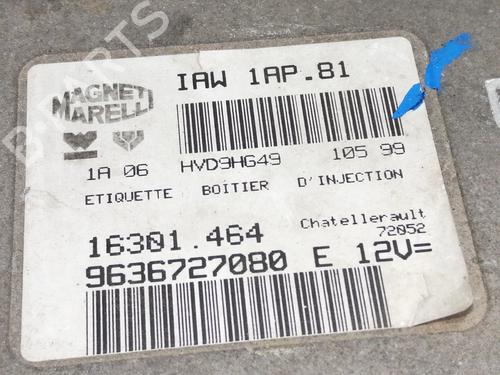 IAW 1AP.81
MAGNETI
MARELLI
1A 06 HVD9HG49 105 99
ETIQUETTE BOITIER D'INJECTION
16301.464 Chatellerault
72052
9636727080 E 12V=
B-PARTS